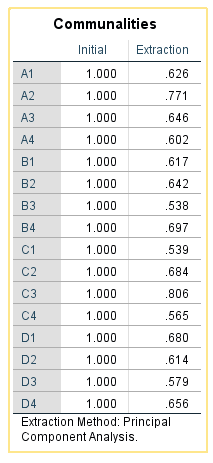 Communalities
Initial Extraction
A1 1.000 .626
A2 1.000 .771
A3 1.000 .646
A4 1.000 .602
B1 1.000 .617
B2 1.000 .642
B3 1.000 .538
B4 1.000 .697
C1 1.000 .539
C2 1.000 .684
C3 1.000 .806
C4 1.000 .565
D1 1.000 .680
D2 1.000 .614
D3 1.000 .579
D4 1.000 .656
Extraction Method: Principal
Component Analysis.